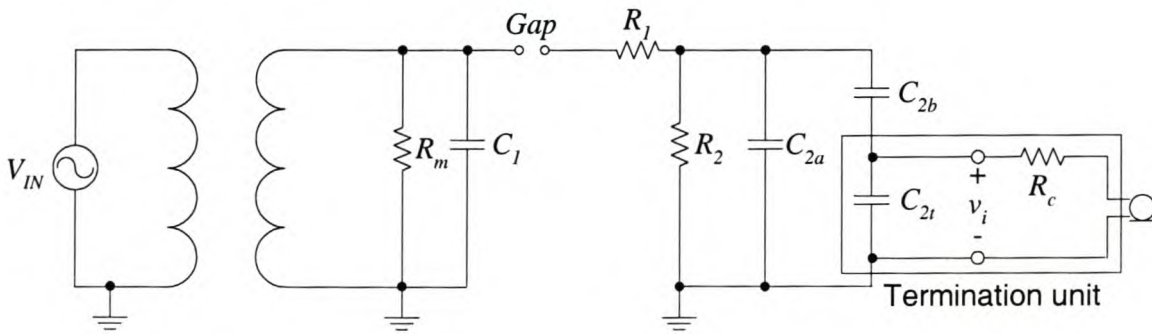 Gap
R1
C2b
VIN
Rm
C1
R2
C2a
C2t
+
vi
-
Rc
Termination unit